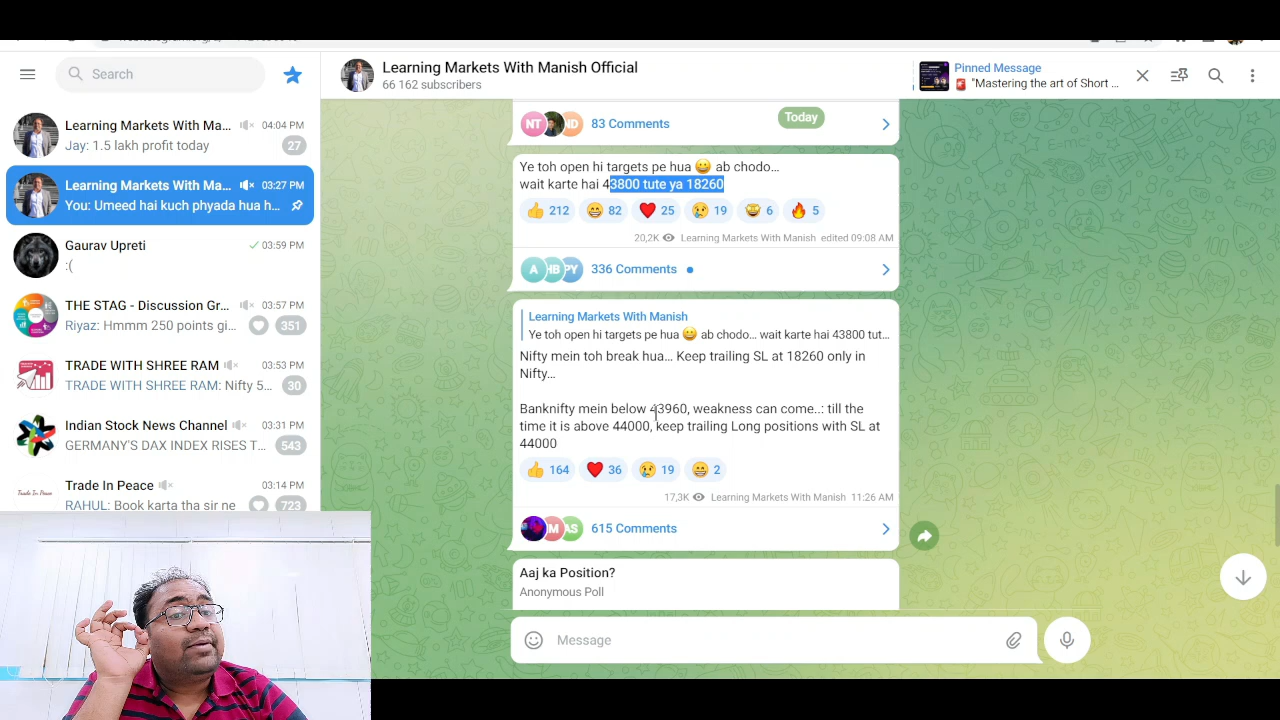 Search
Learning Markets With Ma...
04:04 PM
Jay: 1.5 lakh profit today
27
Learning Markets With Ma...
03:27 PM
You: Umeed hai kuch phyada hua h...
Gaurav Upreti
03:59 PM
:(
THE STAG - Discussion Gr...
03:57 PM
Riyaz: Hmmm 250 points gi...
351
TRADE WITH SHREE RAM
03:53 PM
TRADE WITH SHREE RAM: Nifty 5...
30
Indian Stock News Channel
03:31 PM
GERMANY'S DAX INDEX RISES T...
543
Trade In Peace
03:14 PM
RAHUL: Book karta tha sir ne
723
Learning Markets With Manish Official
66 162 subscribers
Pinned Message
"Mastering the art of Short ...
NT
ND
83 Comments
Today
Ye toh open hi targets pe hua 😀 ab chodo...
wait karte hai 43800 tute ya 18260
👍 212 😁 82 ❤️ 25 😢 19 🤩 6 🔥 5
20,2K Learning Markets With Manish edited 09:08 AM
A HB PY
336 Comments
Learning Markets With Manish
Ye toh open hi targets pe hua 😀 ab chodo... wait karte hai 43800 tut...
Nifty mein toh break hua... Keep trailing SL at 18260 only in
Nifty...
Banknifty mein below 43960, weakness can come..: till the
time it is above 44000, keep trailing Long positions with SL at
44000
👍 164 ❤️ 36 😢 19 😁 2
17,3K Learning Markets With Manish 11:26 AM
M AS
615 Comments
Aaj ka Position?
Anonymous Poll
Message